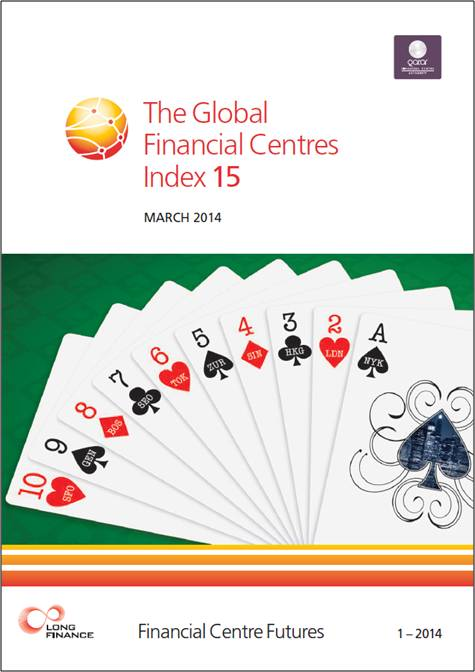 The Global
Financial Centres
Index 15
MARCH 2014
10
SFO
9
GEN
8
BOS
7
SEO
6
TOK
5
ZUR
4
SIN
3
HKG
2
LDN
A
NYK
LONG
FINANCE
Financial Centre Futures
1 – 2014